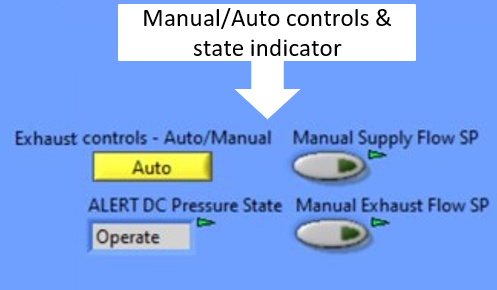 Manual/Auto controls &
state indicator
Exhaust controls - Auto/Manual
Manual Supply Flow SP
Auto
ALERT DC Pressure State
Manual Exhaust Flow SP
Operate